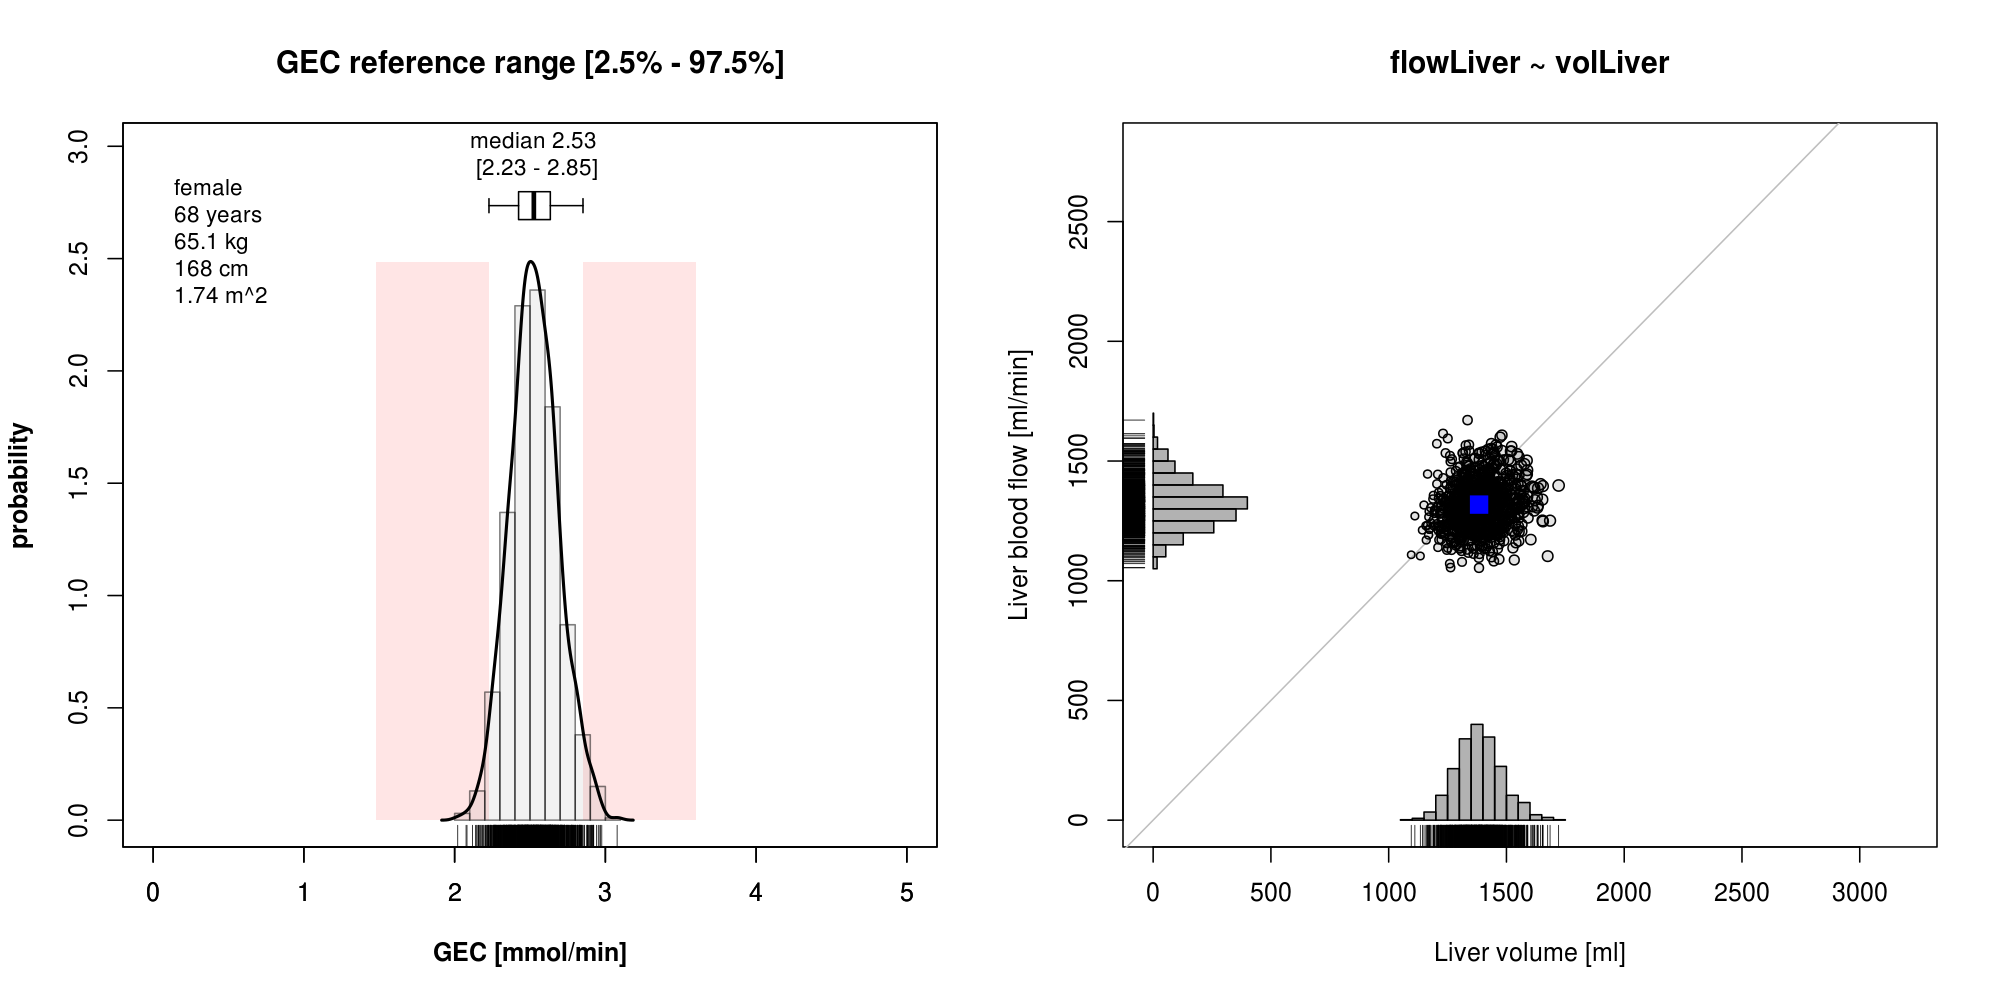 GEC reference range [2.5% - 97.5%]
median 2.53
[2.23 - 2.85]
female
68 years
65.1 kg
168 cm
1.74 m^2
probability
3.0
2.5
2.0
1.5
1.0
0.5
0.0
0 1 2 3 4 5
GEC [mmol/min]
flowLiver ~ volLiver
Liver blood flow [ml/min]
2500
2000
1500
1000
500
0
0 500 1000 1500 2000 2500 3000
Liver volume [ml]